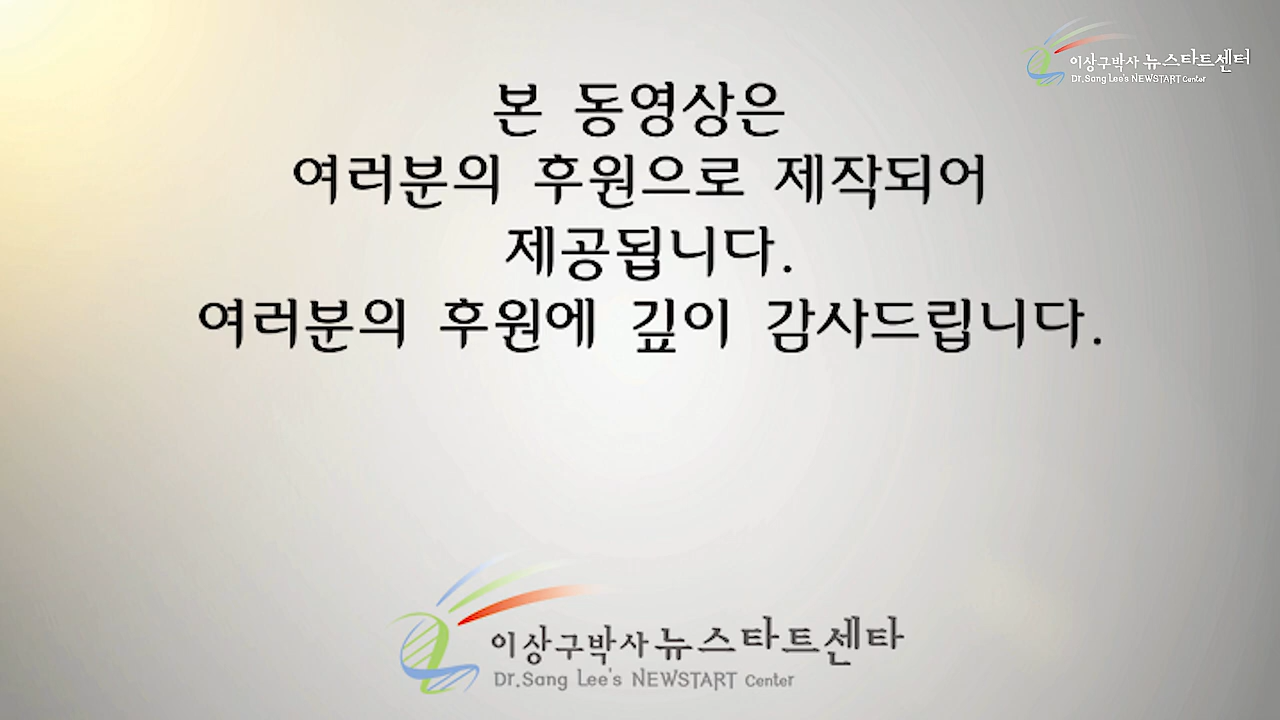 이상구박사 뉴스타트센터
Dr.Sang Lee's NEWSTART Center
본 동영상은
여러분의 후원으로 제작되어
제공됩니다.
여러분의 후원에 깊이 감사드립니다.
이상구박사 뉴스타트센타
Dr.Sang Lee's NEWSTART Center